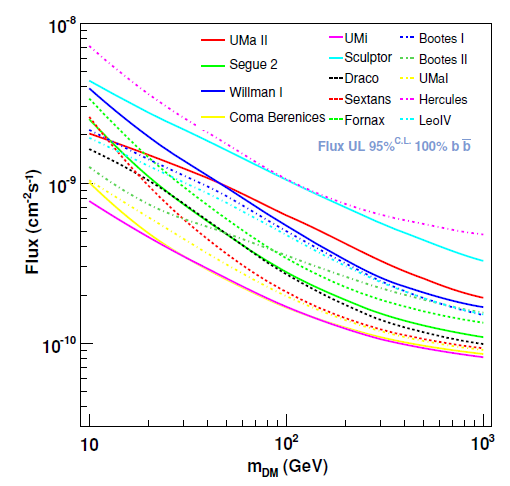 10⁻⁸
10⁻⁹
10⁻¹⁰
Flux (cm⁻²s⁻¹)
UMa II
Segue 2
Willman I
Coma Berenices
UMi
Sculptor
Draco
Sextans
Fornax
Bootes I
Bootes II
UMaI
Hercules
LeoIV
Flux UL 95%C.L. 100% b b̅
10
10²
10³
mDM (GeV)